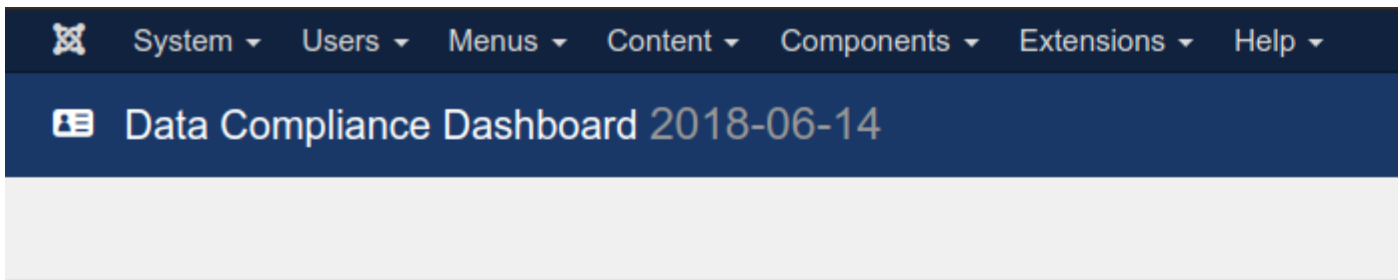 System Users Menus Content Components Extensions Help
Data Compliance Dashboard 2018-06-14